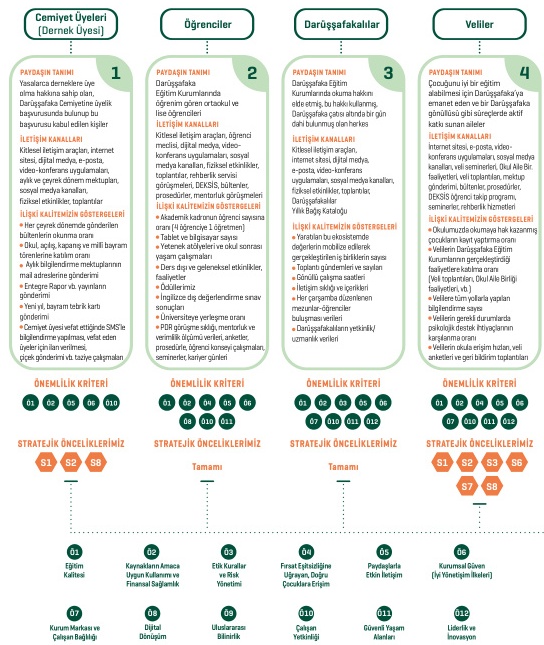 Cemiyet Üyeleri
(Dernek Üyesi)
1
PAYDAŞIN TANIMI
Yasalarca derneklere üye
olma hakkına sahip olan,
Darüşşafaka Cemiyetine üyelik
başvurusunda bulunup bu
başvurusu kabul edilen kişiler
İLETİŞİM KANALLARI
Kitlesel iletişim araçları, internet
sitesi, dijital medya, e-posta,
video-konferans uygulamaları,
aylık ve çeyrek dönem mektupları,
sosyal medya kanalları,
fiziksel etkinlikler, toplantılar
İLİŞKİ KALİTEMİZİN GÖSTERGELERİ
• Her çeyrek dönemde gönderilen
bültenlerin okunma oranı
• Okul, açılış, kapanış ve millî bayram
törenlerine katılım oranı
• Aylık bilgilendirme mektuplarının
mail adreslerine gönderimi
• Entegre Rapor vb. yayınların
gönderimi
• Yeni yıl, bayram tebrik kartı
gönderimi
• Cemiyet üyesi vefat ettiğinde SMS'le
bilgilendirme yapılması, vefat eden
üyeler için ilan verilmesi,
çiçek gönderimi vb. taziye çalışmaları
ÖNEMLİLİK KRİTERİ
Ö1 Ö2 Ö5 Ö6 Ö10
STRATEJİK ÖNCELİKLERİMİZ
S1 S2 S8
Öğrenciler
2
PAYDAŞIN TANIMI
Darüşşafaka
Eğitim Kurumlarında
öğrenim gören ortaokul ve
lise öğrencileri
İLETİŞİM KANALLARI
Kitlesel iletişim araçları, öğrenci
meclisi, dijital medya, video-
konferans uygulamaları, sosyal
medya kanalları, fiziksel etkinlikler,
toplantılar, rehberlik servisi
görüşmeleri, DEKSİS, bültenler,
prosedürler, mentorluk görüşmeleri
İLİŞKİ KALİTEMİZİN GÖSTERGELERİ
• Akademik kadronun öğrenci sayısına
oranı (4 öğrenciye 1 öğretmen)
• Tablet ve bilgisayar sayısı
• Yetenek atölyeleri ve okul sonrası
yaşam çalışmaları
• Ders dışı ve geleneksel etkinlikler,
faaliyetler
• Ödüllerimiz
• İngilizce dış değerlendirme sınav
sonuçları
• Üniversiteye yerleşme oranı
• PDR görüşme sıklığı, mentorluk ve
verimlilik ölçümü verileri, anketler,
prosedürle, öğrenci konseyi çalışmaları,
seminerler, kariyer günleri
ÖNEMLİLİK KRİTERİ
Ö1 Ö2 Ö4 Ö5 Ö6
Ö8 Ö10 Ö11
STRATEJİK ÖNCELİKLERİMİZ
Tamamı
Darüşşafakalılar
3
PAYDAŞIN TANIMI
Darüşşafaka Eğitim
Kurumlarında okuma hakkını
elde etmiş, bu hakkı kullanmış,
Darüşşafaka çatısı altında bir gün
dahi bulunmuş olan herkes
İLETİŞİM KANALLARI
Kitlesel iletişim araçları,
internet sitesi, dijital medya,
e-posta, video-konferans
uygulamaları, sosyal medya kanalları,
fiziksel etkinlikler, toplantılar,
Darüşşafakalılar
Yıllık Bağış Kataloğu
İLİŞKİ KALİTEMİZİN GÖSTERGELERİ
• Yaratılan bu ekosistemde
değerlerin mobilize edilerek
gerçekleştirilen iş birliklerin sayısı
• Toplantı gündemleri ve sayıları
• Gönüllü çalışma saatleri
• İletişim sıklığı ve içerikleri
• Her çarşamba düzenlenen
mezunlar-öğrenciler
buluşması verileri
• Darüşşafakalıların yetkinlik/
uzmanlık verileri
ÖNEMLİLİK KRİTERİ
Ö1 Ö2 Ö3 Ö5 Ö6
Ö7 Ö9 Ö11 Ö12
STRATEJİK ÖNCELİKLERİMİZ
Tamamı
Veliler
4
PAYDAŞIN TANIMI
Çocuğunu iyi bir eğitim
alabilmesi için Darüşşafaka'ya
emanet eden ve bir Darüşşafaka
gönüllüsü gibi süreçlerde aktif
katkı sunan aileler
İLETİŞİM KANALLARI
İnternet sitesi, e-posta, video-
konferans uygulamaları, sosyal medya
kanalları, veli seminerleri, Okul Aile Bir.
faaliyetleri, veli toplantıları, mektup
gönderimi, bültenler, prosedürler,
DEKSİS öğrenci takip programı,
seminerler, rehberlik hizmetleri
İLİŞKİ KALİTEMİZİN GÖSTERGELERİ
• Okulumuzda okumaya hak kazanmış
çocukların kayıt yaptırma oranı
• Velilerin Darüşşafaka Eğitim
Kurumlarının gerçekleştirdiği
faaliyetlere katılma oranı
(Veli toplantıları, Okul Aile Birliği
faaliyetleri, vb.)
• Velilere tüm yollarla yapılan
bilgilendirme sayısı
• Velilerin gerekli durumlarda
psikolojik destek ihtiyaçlarının
karşılanma oranı
• Velilerin okula erişim hızları, veli
anketleri ve geri bildirim toplantıları
ÖNEMLİLİK KRİTERİ
Ö1 Ö2 Ö4 Ö5 Ö6
Ö7 Ö10 Ö11 Ö12
STRATEJİK ÖNCELİKLERİMİZ
S1 S2 S3 S6
S7 S8
Ö1
Eğitim
Kalitesi
Ö2
Kaynakların Amaca
Uygun Kullanımı ve
Finansal Sağlamlık
Ö3
Etik Kurallar
ve Risk
Yönetimi
Ö4
Fırsat Eşitsizliğine
Uğrayan, Doğru
Çocuklara Erişim
Ö5
Paydaşlarla
Etkin İletişim
Ö6
Kurumsal Güven
(İyi Yönetişim İlkeleri)
Ö7
Kurum Markası ve
Çalışan Bağlılığı
Ö8
Dijital
Dönüşüm
Ö9
Uluslararası
Bilinirlik
Ö10
Çalışan
Yetkinliği
Ö11
Güvenli Yaşam
Alanları
Ö12
Liderlik ve
İnovasyon